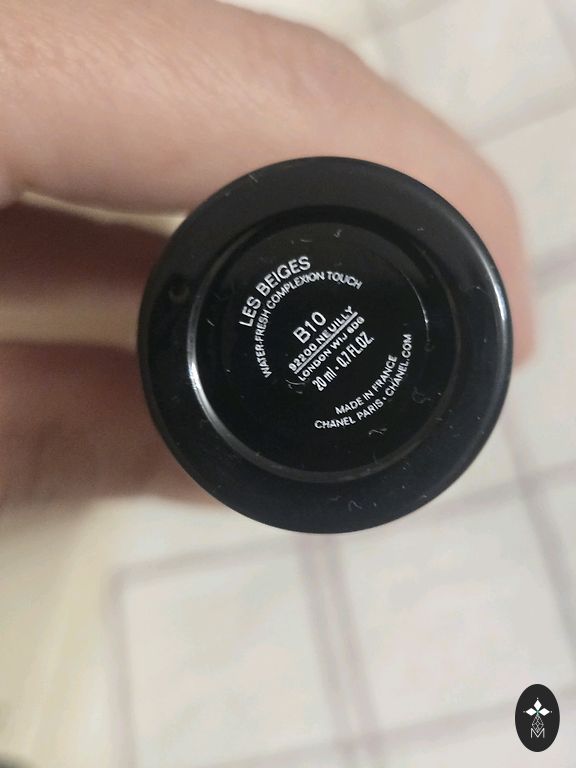 LES BEIGES
WATER-FRESH COMPLEXION TOUCH
B10
92200 NEUILLY
LONDON W1J 6DG
20 ml - 0.7 FL.OZ.
MADE IN FRANCE
CHANEL PARIS • CHANEL.COM